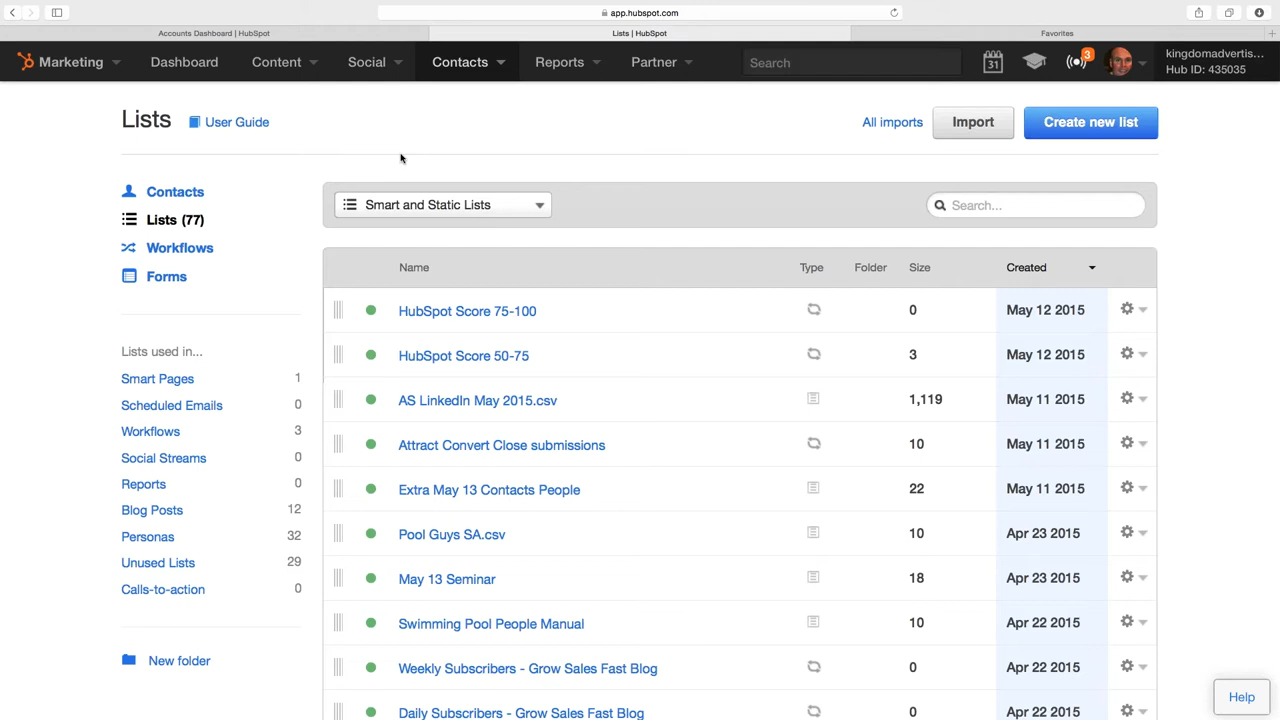 app.hubspot.com
Accounts Dashboard | HubSpot
Lists | HubSpot
Favorites
Marketing
Dashboard
Content
Social
Contacts
Reports
Partner
Search
31
3
kingdomadvertis...
Hub ID: 435035
Lists
User Guide
All imports
Import
Create new list
Contacts
Lists (77)
Workflows
Forms
Lists used in...
Smart Pages 1
Scheduled Emails 0
Workflows 3
Social Streams 0
Reports 0
Blog Posts 12
Personas 32
Unused Lists 29
Calls-to-action 0
New folder
Smart and Static Lists
Search...
Name Type Folder Size Created
HubSpot Score 75-100 0 May 12 2015
HubSpot Score 50-75 3 May 12 2015
AS LinkedIn May 2015.csv 1,119 May 11 2015
Attract Convert Close submissions 10 May 11 2015
Extra May 13 Contacts People 22 May 11 2015
Pool Guys SA.csv 10 Apr 23 2015
May 13 Seminar 18 Apr 23 2015
Swimming Pool People Manual 10 Apr 22 2015
Weekly Subscribers - Grow Sales Fast Blog 0 Apr 22 2015
Daily Subscribers - Grow Sales Fast Blog 0 Apr 22 2015
Help